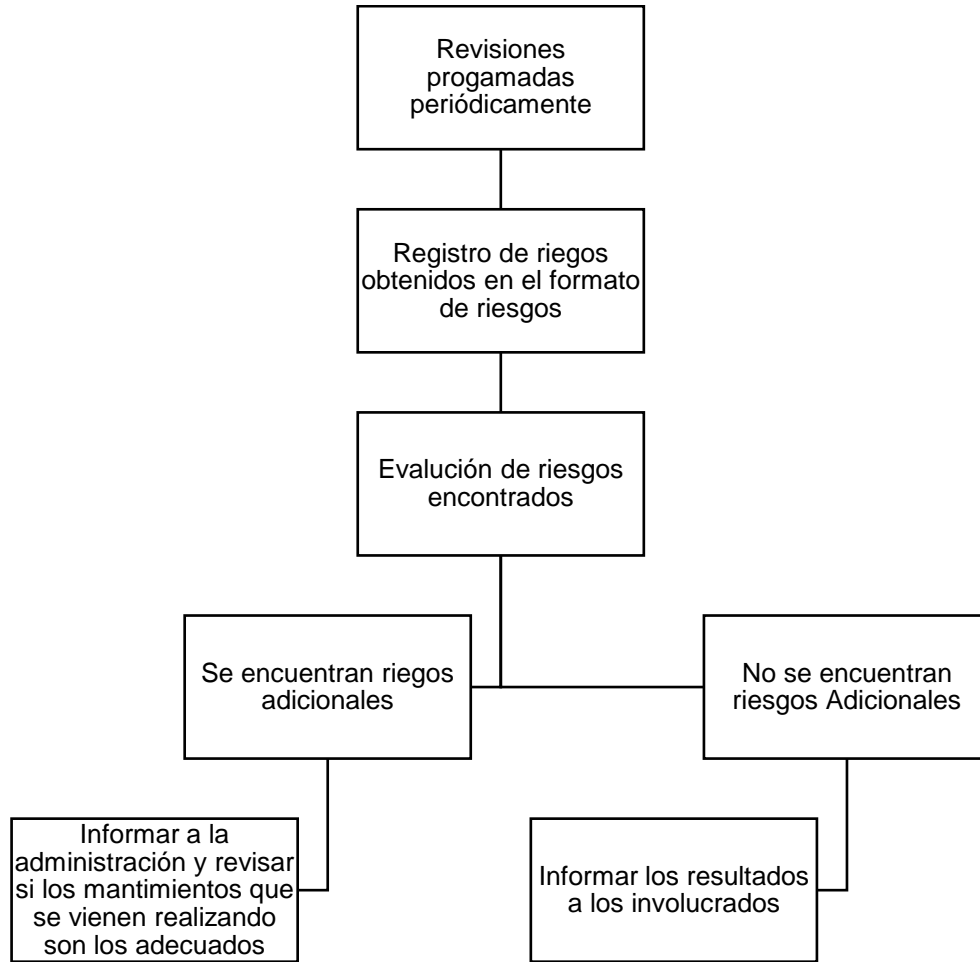 Revisiones
progamadas
periódicamente
Registro de riegos
obtenidos en el formato
de riesgos
Evalución de riesgos
encontrados
Se encuentran riegos
adicionales
No se encuentran
riesgos Adicionales
Informar a la
administración y revisar
si los mantimientos que
se vienen realizando
son los adecuados
Informar los resultados
a los involucrados